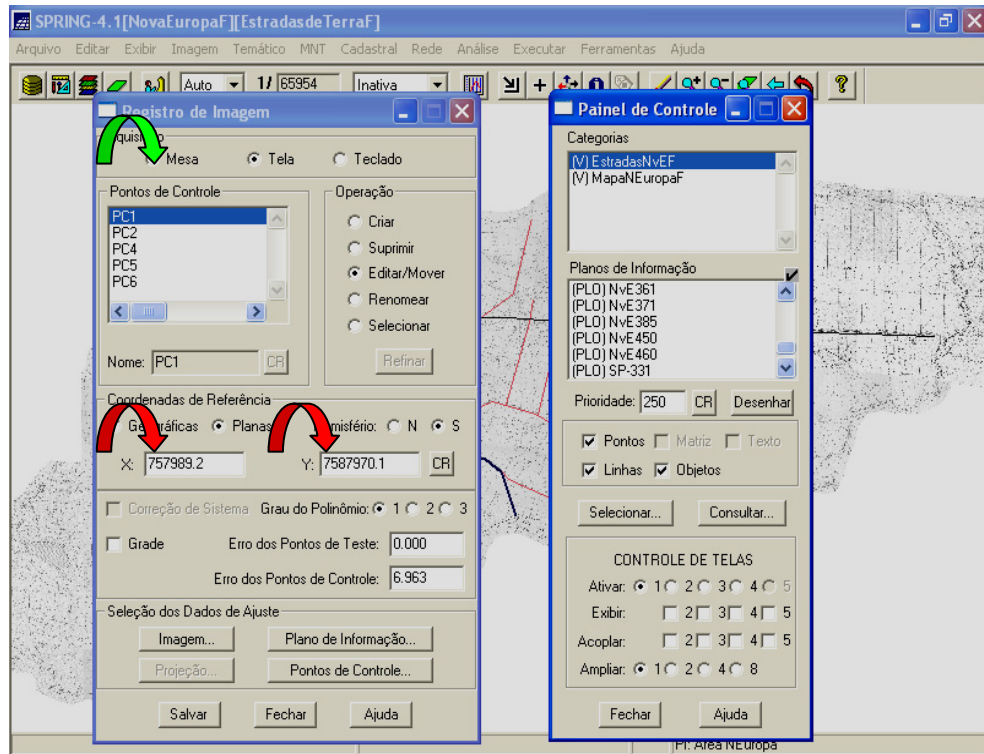 SPRING-4.1[NovaEuropaF][EstradasdeTerraF]
Arquivo Editar Exibir Imagem Temático MNT Cadastral Rede Análise Executar Ferramentas Ajuda
Auto 1/ 65954 Inativa
Registro de Imagem
Mesa Tela Teclado
Pontos de Controle
PC1
PC2
PC4
PC5
PC6
Nome: PC1 CR
Operação
Criar
Suprimir
Editar/Mover
Renomear
Selecionar
Refinar
Coordenadas de Referência
Planas N S
X: 757989.2 Y: 7587970.1 CR
Correção de Sistema Grau do Polinômio: 1 2 3
Grade Erro dos Pontos de Teste: 0.000
Erro dos Pontos de Controle: 6.963
Seleção dos Dados de Ajuste
Imagem... Plano de Informação...
Projeção... Pontos de Controle...
Salvar Fechar Ajuda
Painel de Controle
Categorias
(V) EstradasNvEF
(V) MapaNEuropaF
Planos de Informação
(PLO) NvE361
(PLO) NvE371
(PLO) NvE385
(PLO) NvE450
(PLO) NvE460
(PLO) SP-331
Prioridade: 250 CR Desenhar
Pontos Matriz Texto
Linhas Objetos
Selecionar... Consultar...
CONTROLE DE TELAS
Ativar: 1 2 3 4 5
Exibir: 2 3 4 5
Acoplar: 2 3 4 5
Ampliar: 1 2 4 8
Fechar Ajuda
PI: Area NEuropa